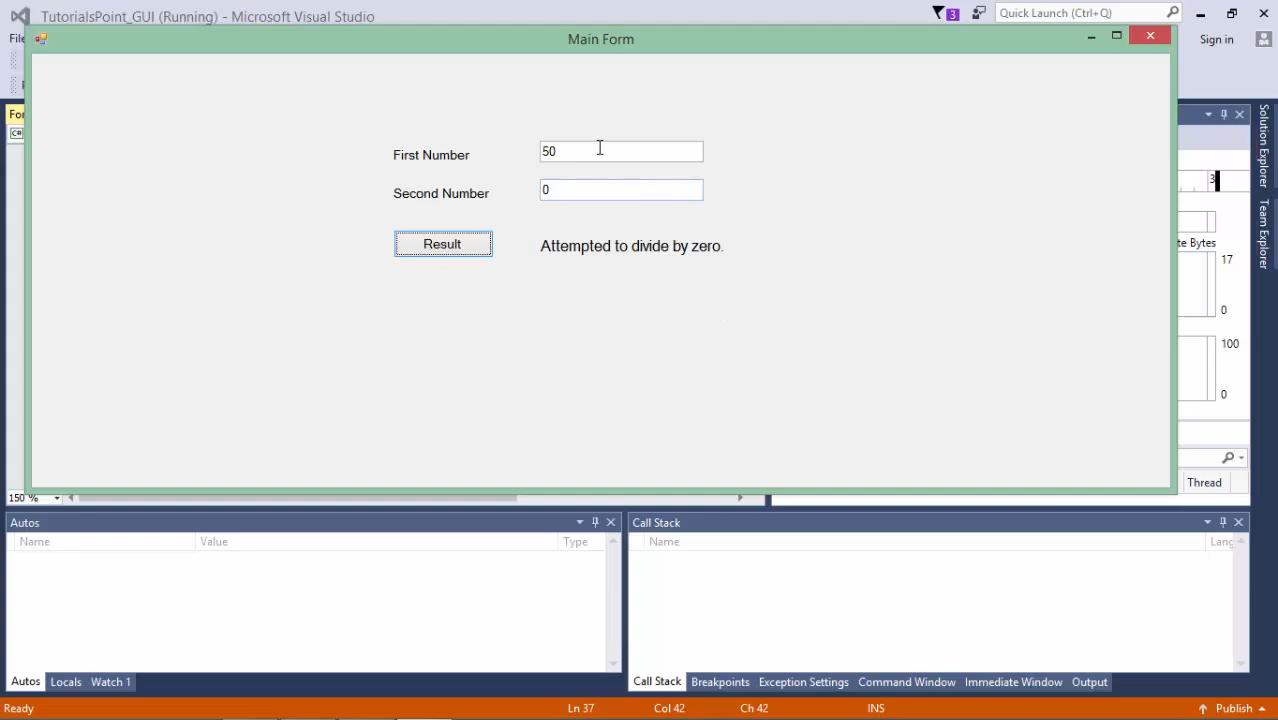 TutorialsPoint_GUI (Running) - Microsoft Visual Studio
3
Quick Launch (Ctrl+Q)
Main Form
Sign in
First Number
50
Second Number
0
Result
Attempted to divide by zero.
Solution Explorer
Team Explorer
3
te Bytes
17
0
100
0
150 %
Thread
Autos
Name
Value
Type
Call Stack
Name
Lang
Autos
Locals
Watch 1
Call Stack
Breakpoints
Exception Settings
Command Window
Immediate Window
Output
Ready
Ln 37
Col 42
Ch 42
INS
Publish